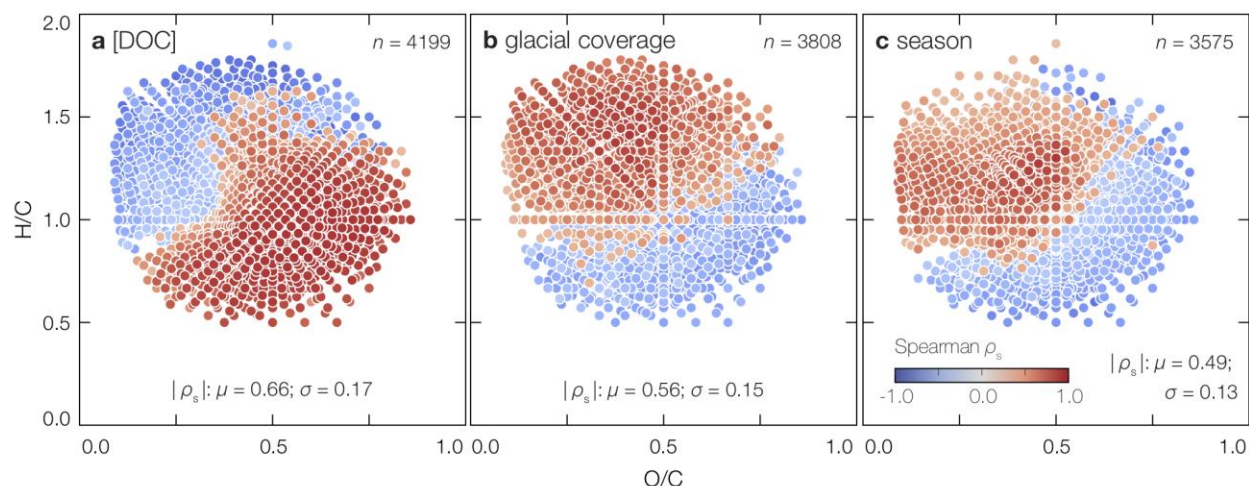 a [DOC]
n = 4199
b glacial coverage
n = 3808
c season
n = 3575
2.0
1.5
1.0
0.5
0.0
H/C
|ρs|: μ = 0.66; σ = 0.17
|ρs|: μ = 0.56; σ = 0.15
Spearman ρs
-1.0 0.0 1.0
|ρs|: μ = 0.49;
σ = 0.13
0.0 0.5 1.0
0.0 0.5 1.0
0.0 0.5 1.0
O/C